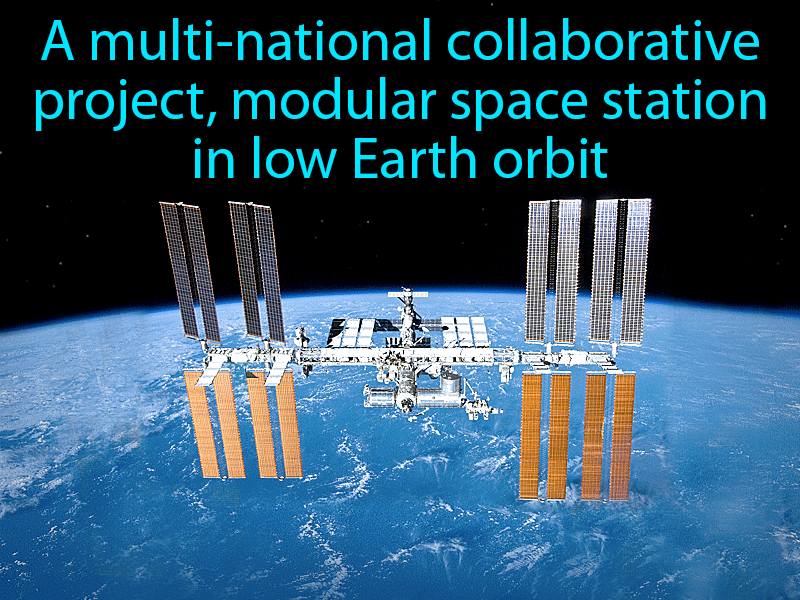 A multi-national collaborative
project, modular space station
in low Earth orbit